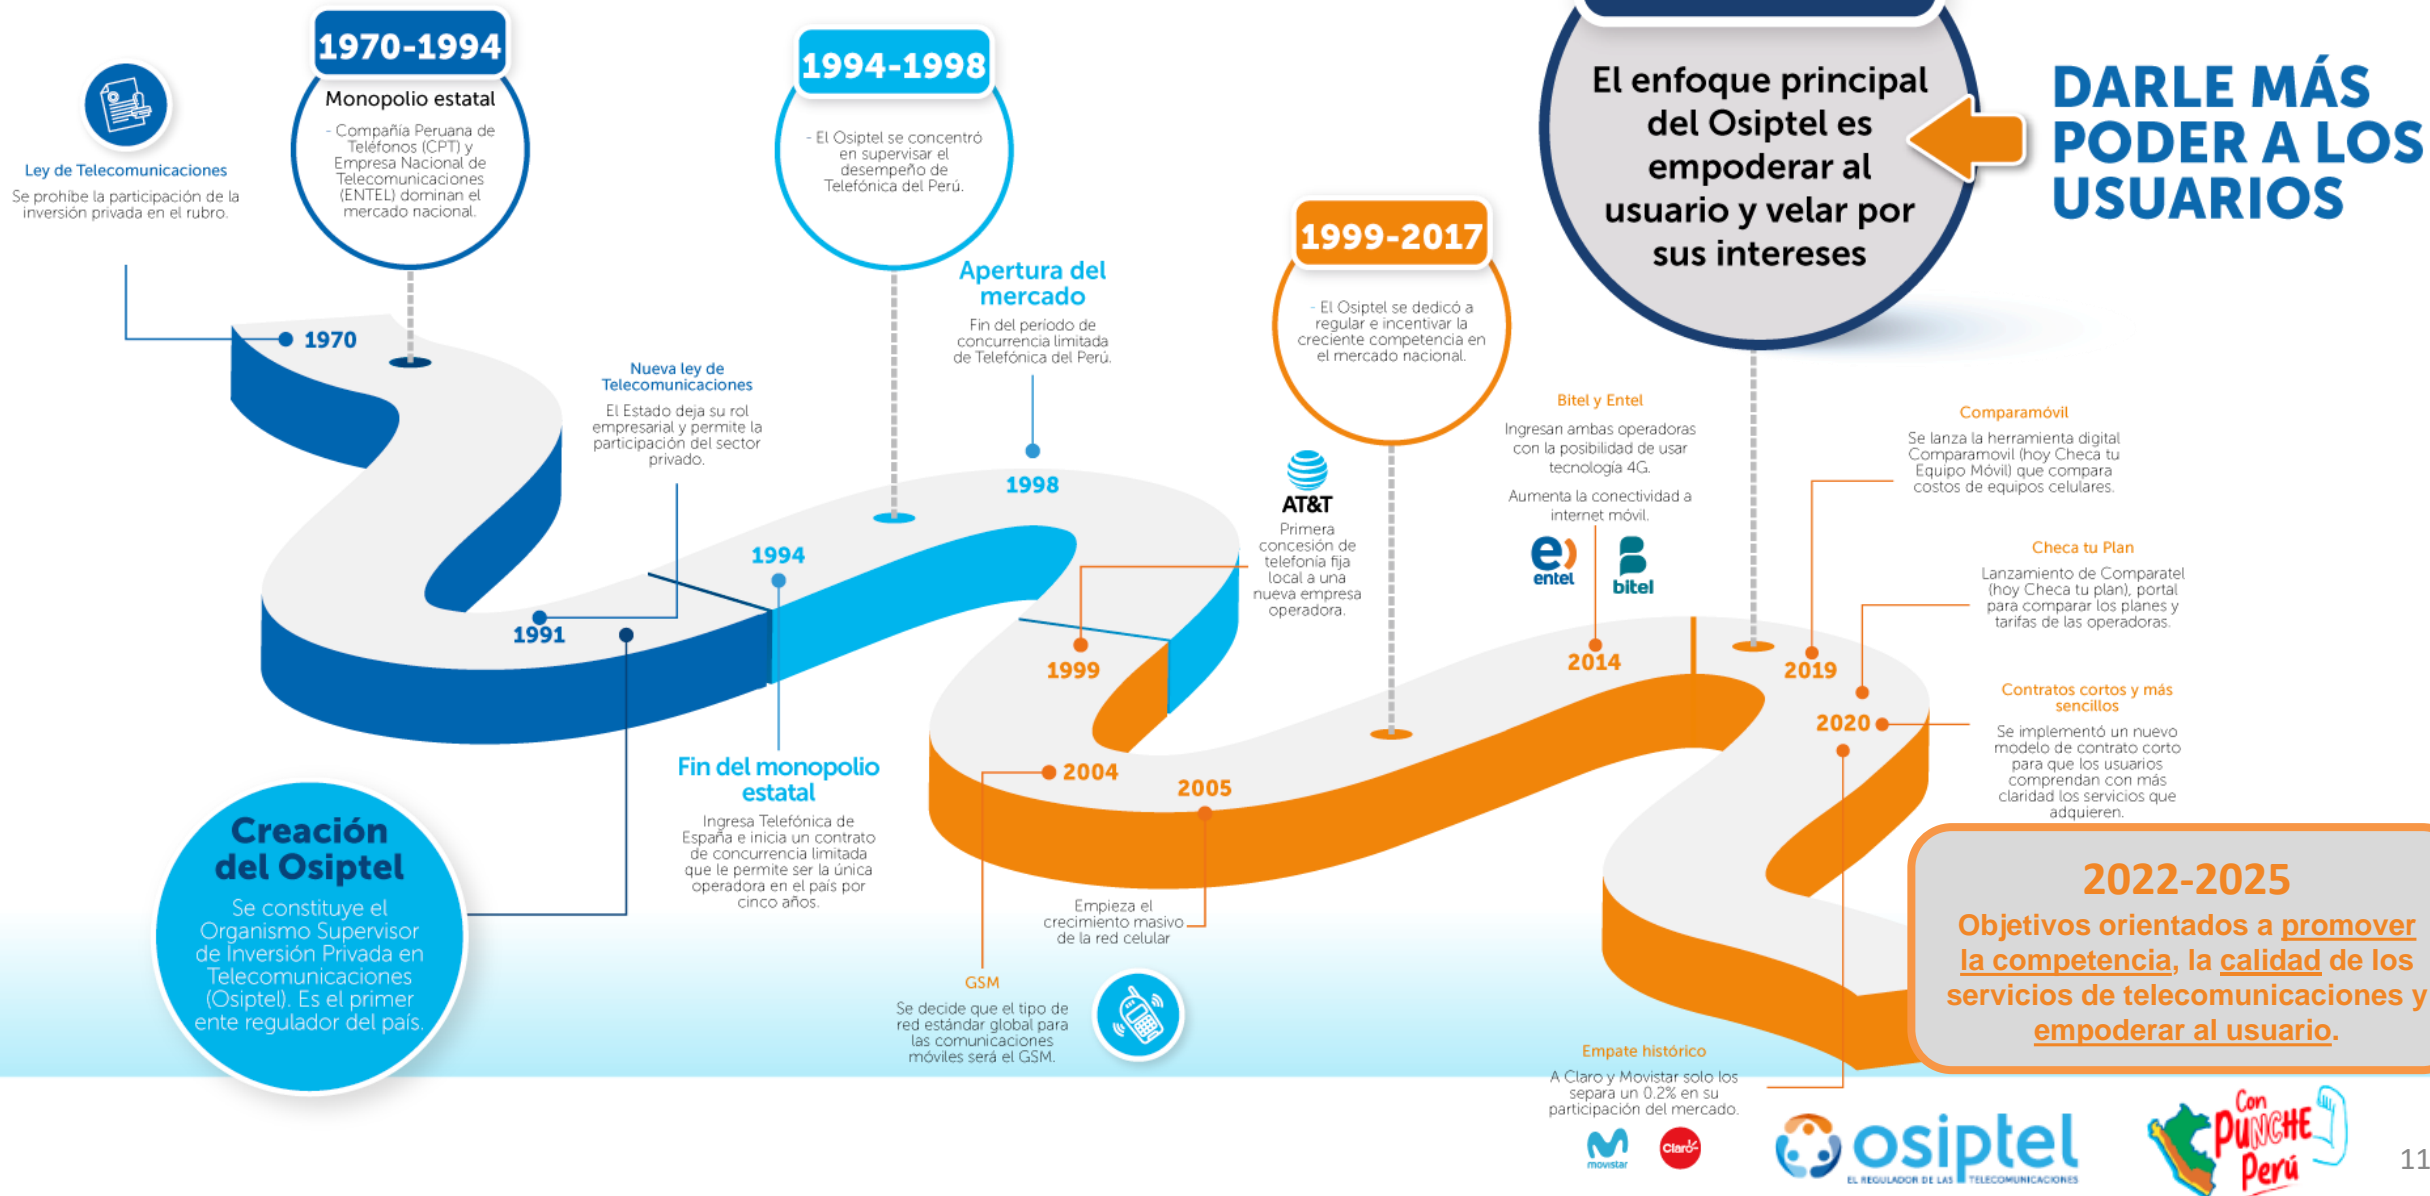 Ley de Telecomunicaciones
Se prohibe la participación de la
inversión privada en el rubro.
1970-1994
Monopolio estatal
- Compañía Peruana de
Teléfonos (CPT) y
Empresa Nacional de
Telecomunicaciones
(ENTEL) dominan el
mercado nacional.
1970
Nueva ley de
Telecomunicaciones
El Estado deja su rol
empresarial y permite la
participación del sector
privado.
1991
Creación
del Osiptel
Se constituye el
Organismo Supervisor
de Inversión Privada en
Telecomunicaciones
(Osiptel). Es el primer
ente regulador del país.
1994-1998
- El Osiptel se concentró
en supervisar el
desempeño de
Telefónica del Perú.
1994
Fin del monopolio
estatal
Ingresa Telefónica de
España e inicia un contrato
de concurrencia limitada
que le permite ser la única
operadora en el país por
cinco años.
Apertura del
mercado
Fin del período de
concurrencia limitada
de Telefónica del Perú.
1998
1999-2017
- El Osiptel se dedicó a
regular e incentivar la
creciente competencia en
el mercado nacional.
AT&T
Primera
concesión de
telefonía fija
local a una
nueva empresa
operadora.
1999
2004
GSM
Se decide que el tipo de
red estándar global para
las comunicaciones
móviles será el GSM.
2005
Empieza el
crecimiento masivo
de la red celular
Bitel y Entel
Ingresan ambas operadoras
con la posibilidad de usar
tecnología 4G.
Aumenta la conectividad a
internet móvil.
entel
bitel
2014
El enfoque principal
del Osiptel es
empoderar al
usuario y velar por
sus intereses
DARLE MÁS
PODER A LOS
USUARIOS
Comparamóvil
Se lanza la herramienta digital
Comparamovil (hoy Checa tu
Equipo Móvil) que compara
costos de equipos celulares.
2019
Checa tu Plan
Lanzamiento de Comparatel
(hoy Checa tu plan), portal
para comparar los planes y
tarifas de las operadoras.
2020
Contratos cortos y más
sencillos
Se implementó un nuevo
modelo de contrato corto
para que los usuarios
comprendan con más
claridad los servicios que
adquieren.
2022-2025
Objetivos orientados a promover
la competencia, la calidad de los
servicios de telecomunicaciones y
empoderar al usuario.
Empate histórico
A Claro y Movistar solo los
separa un 0.2% en su
participación del mercado.
movistar
Claro
osiptel
EL REGULADOR DE LAS TELECOMUNICACIONES
Con
PUNCHE
Perú
11